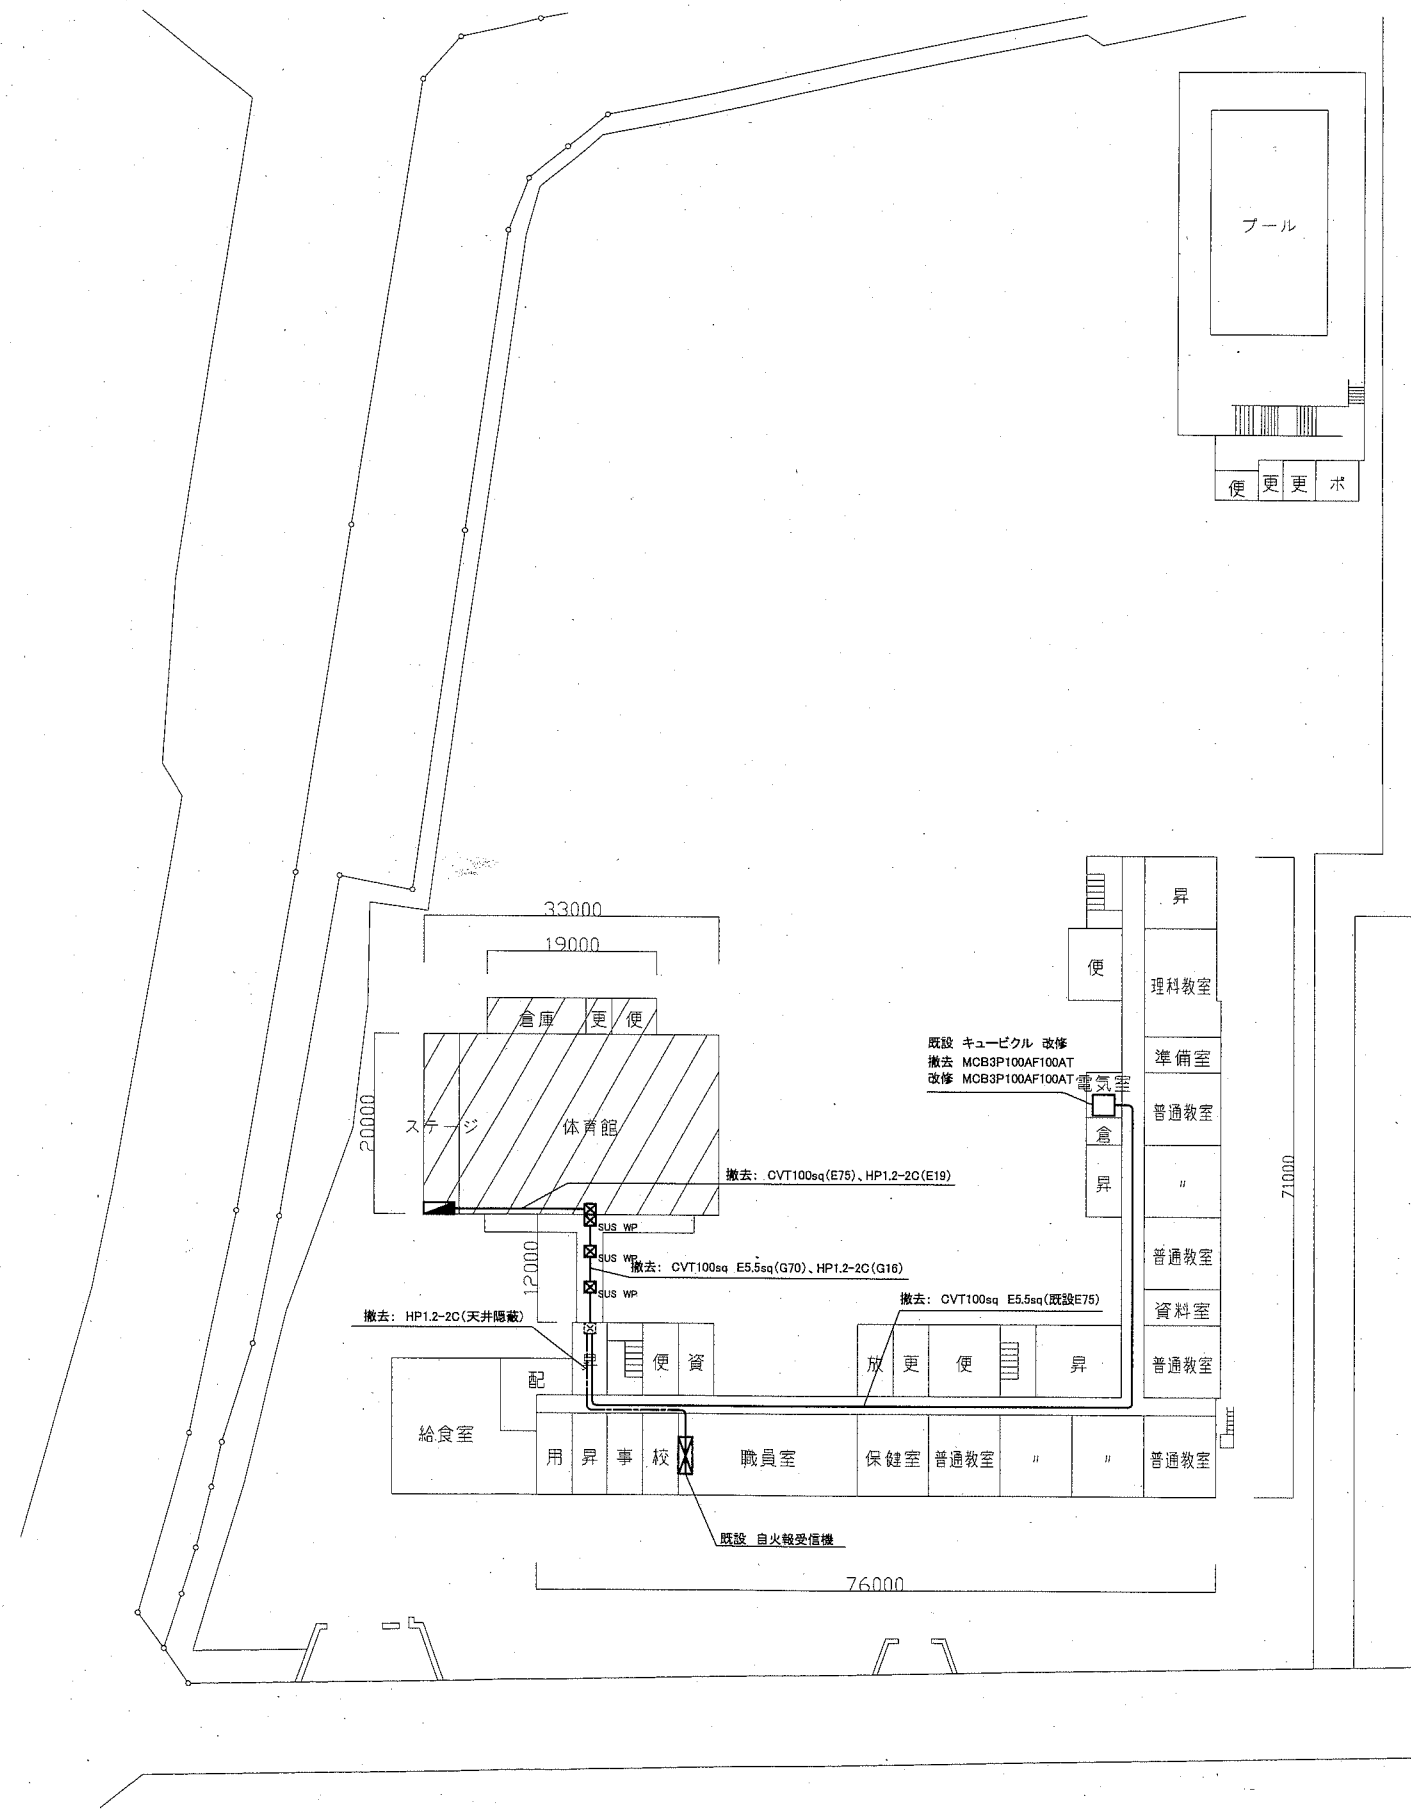 プール
便 更 更 ポ
昇
33000
19000
便
理科教室
倉庫 更 便
既設 キュービクル 改修
撤去 MCB3P100AF100AT
改修 MCB3P100AF100AT
準備室
電気室
普通教室
20000
ステージ
体育館
倉
撤去: CVT100sq(E75)、HP1.2-2C(E19)
昇
〃
71000
SUS WP
12000
SUS WP
普通教室
撤去: CVT100sq E5.5sq(G70)、HP1.2-2C(G16)
SUS WP
撤去: CVT100sq E5.5sq(既設E75)
資料室
撤去: HP1.2-2C(天井隠蔽)
昇
便 資
放 更 便
昇
普通教室
配
給食室
用 昇 事 校
職員室
保健室 普通教室 〃 〃 普通教室
既設 自火報受信機
76000